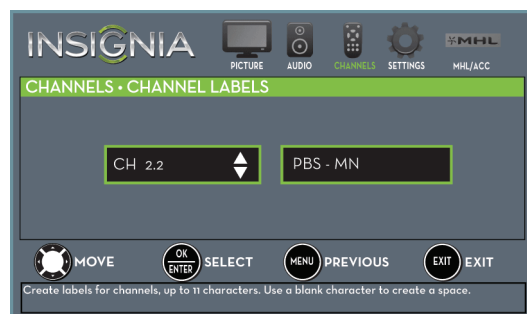 INSIGNIA
PICTURE AUDIO CHANNELS SETTINGS MHL MHL/ACC
CHANNELS • CHANNEL LABELS
CH 2.2 PBS - MN
MOVE OK ENTER SELECT MENU PREVIOUS EXIT EXIT
Create labels for channels, up to 11 characters. Use a blank character to create a space.